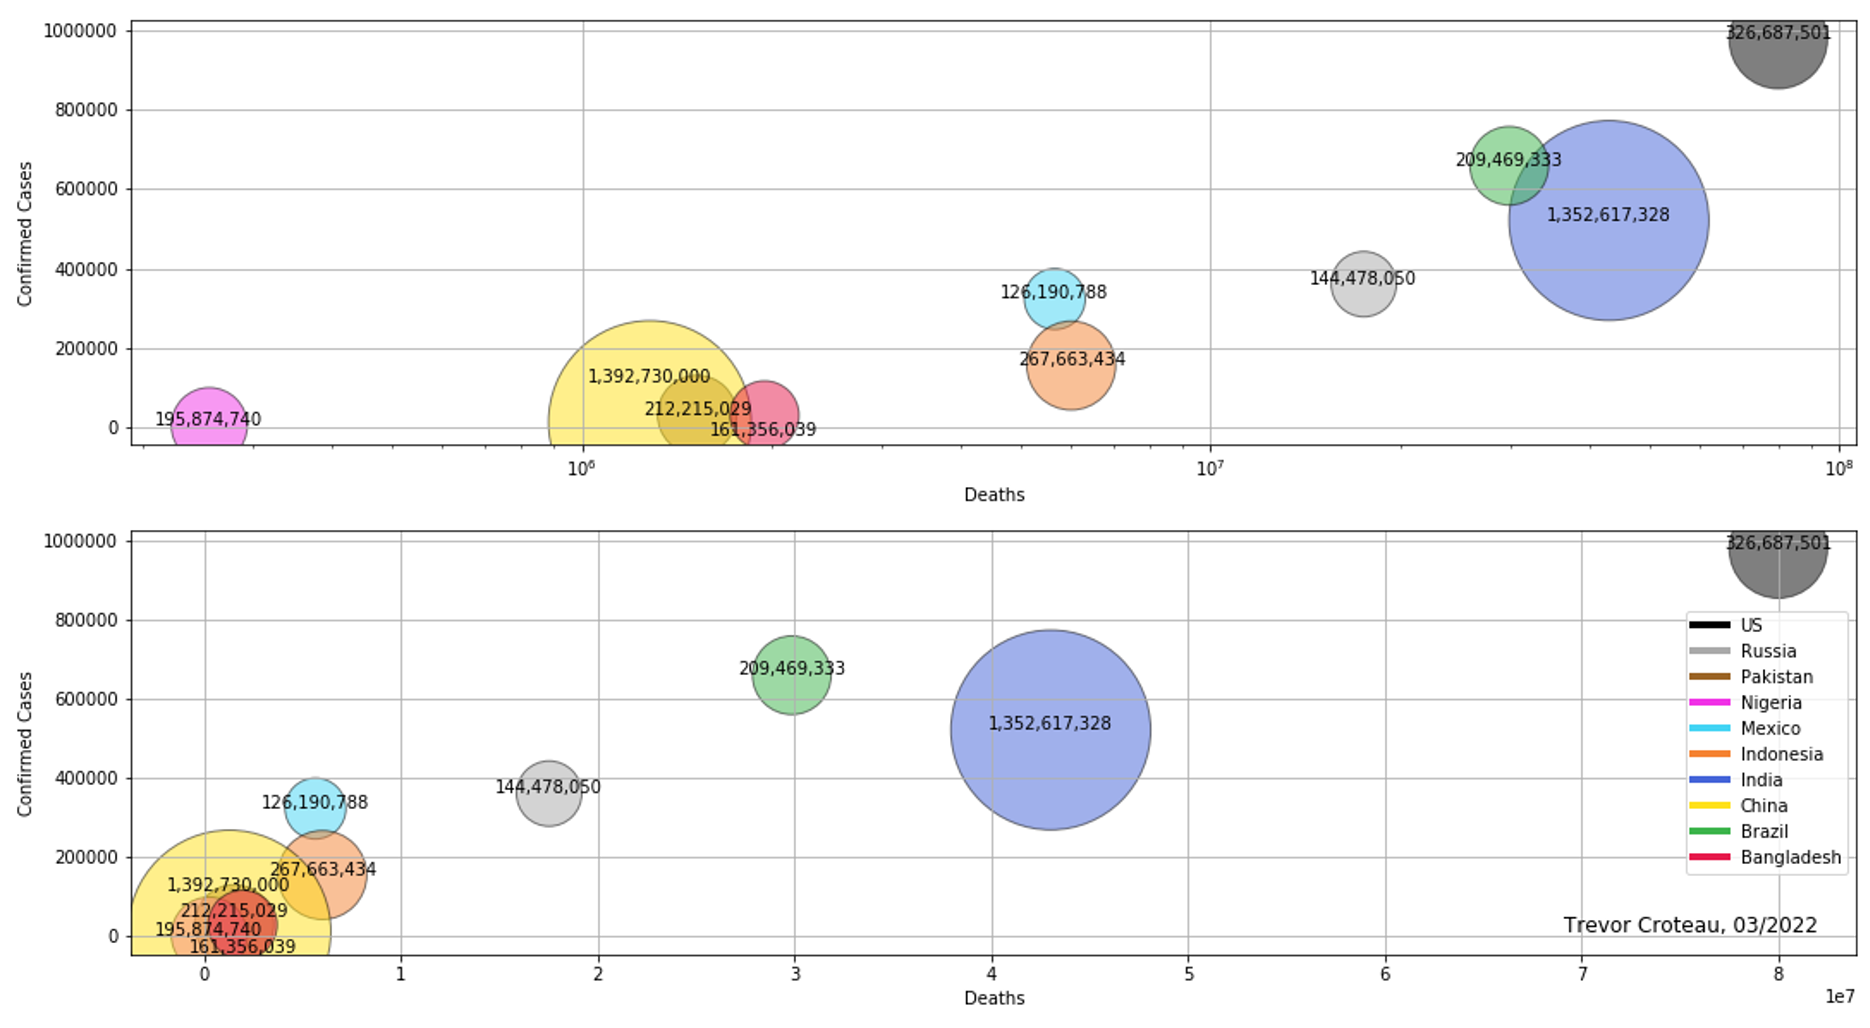 1000000
326,687,501
800000
209,469,333
600000
1,352,617,328
Confirmed Cases
400000
144,478,050
126,190,788
267,663,434
200000
1,392,730,000
212,215,029
195,874,740
161,356,039
0
10⁶ 10⁷ 10⁸
Deaths
1000000
326,687,501
800000
209,469,333
600000
1,352,617,328
Confirmed Cases
400000
144,478,050
126,190,788
267,663,434
200000
1,392,730,000
212,215,029
195,874,740
161,356,039
0
US
Russia
Pakistan
Nigeria
Mexico
Indonesia
India
China
Brazil
Bangladesh
Trevor Croteau, 03/2022
0 1 2 3 4 5 6 7 8
1e7
Deaths